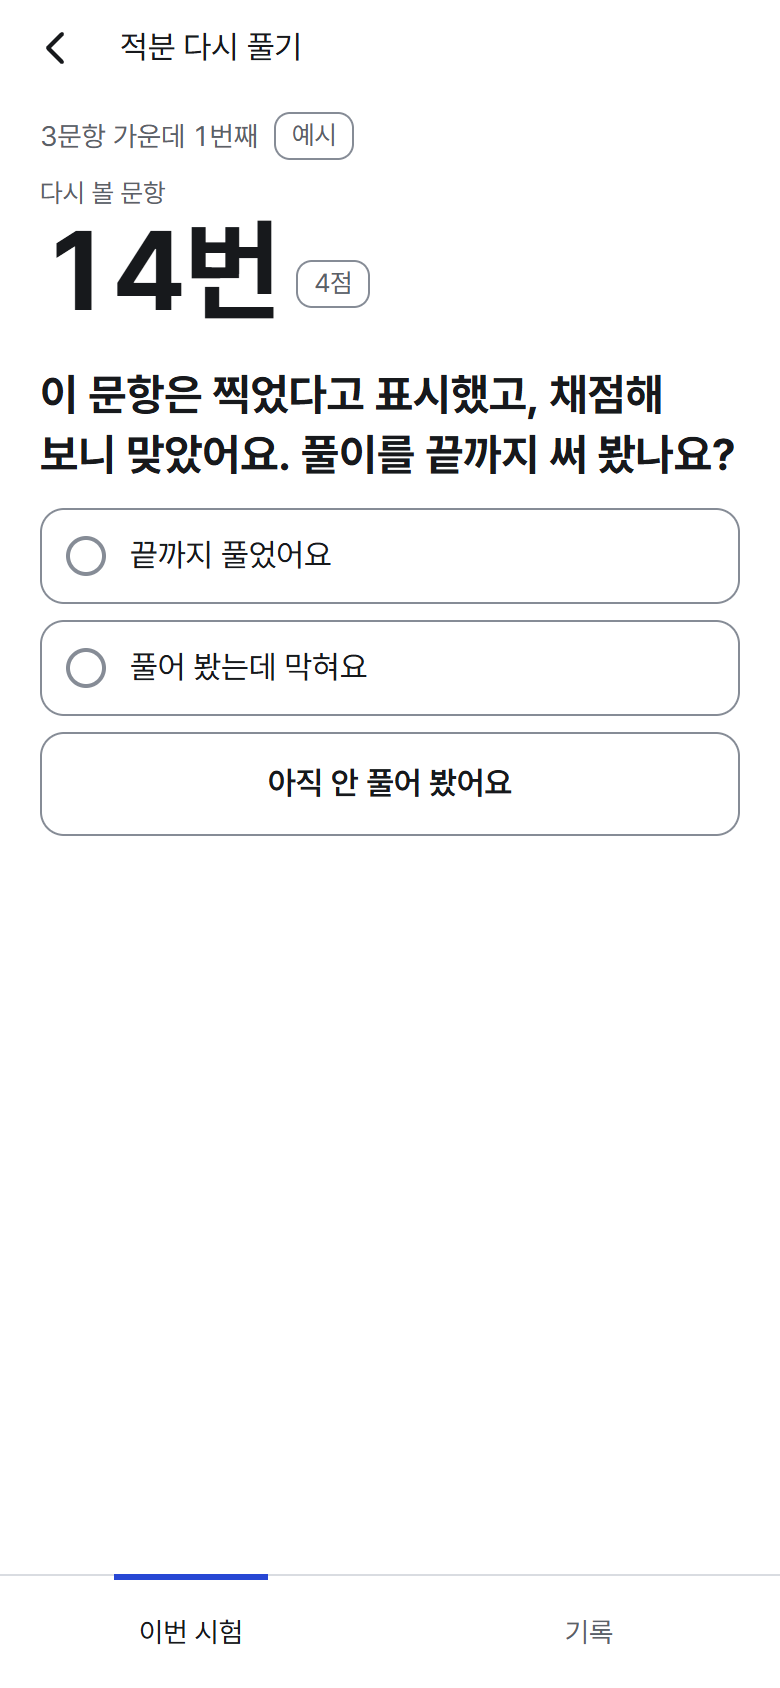 적분 다시 풀기
3문항 가운데 1번째 예시
다시 볼 문항
14번 4점
이 문항은 찍었다고 표시했고, 채점해
보니 맞았어요. 풀이를 끝까지 써 봤나요?
끝까지 풀었어요
풀어 봤는데 막혀요
아직 안 풀어 봤어요
이번 시험 기록